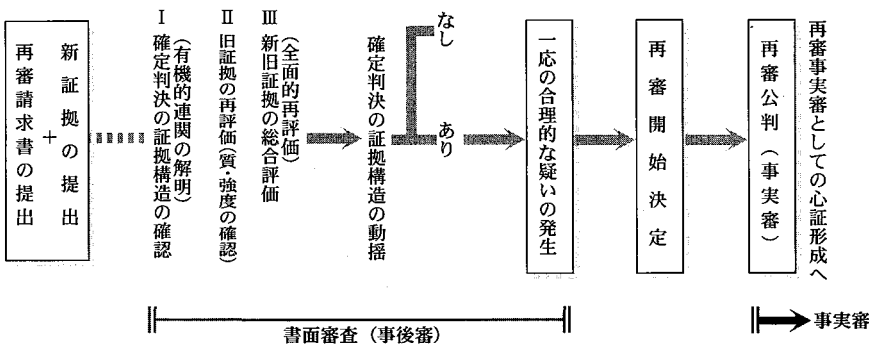 再審請求書の提出
+
新証拠の提出
Ⅰ 確定判決の証拠構造の確認
(有機的連関の解明)
Ⅱ 旧証拠の再評価(質・強度の確認)
Ⅲ 新旧証拠の総合評価
(全面的再評価)
確定判決の証拠構造の動揺
なし
あり
一応の合理的な疑いの発生
再審開始決定
再審公判(事実審)
再審事実審としての心証形成へ
書面審査(事後審)
事実審